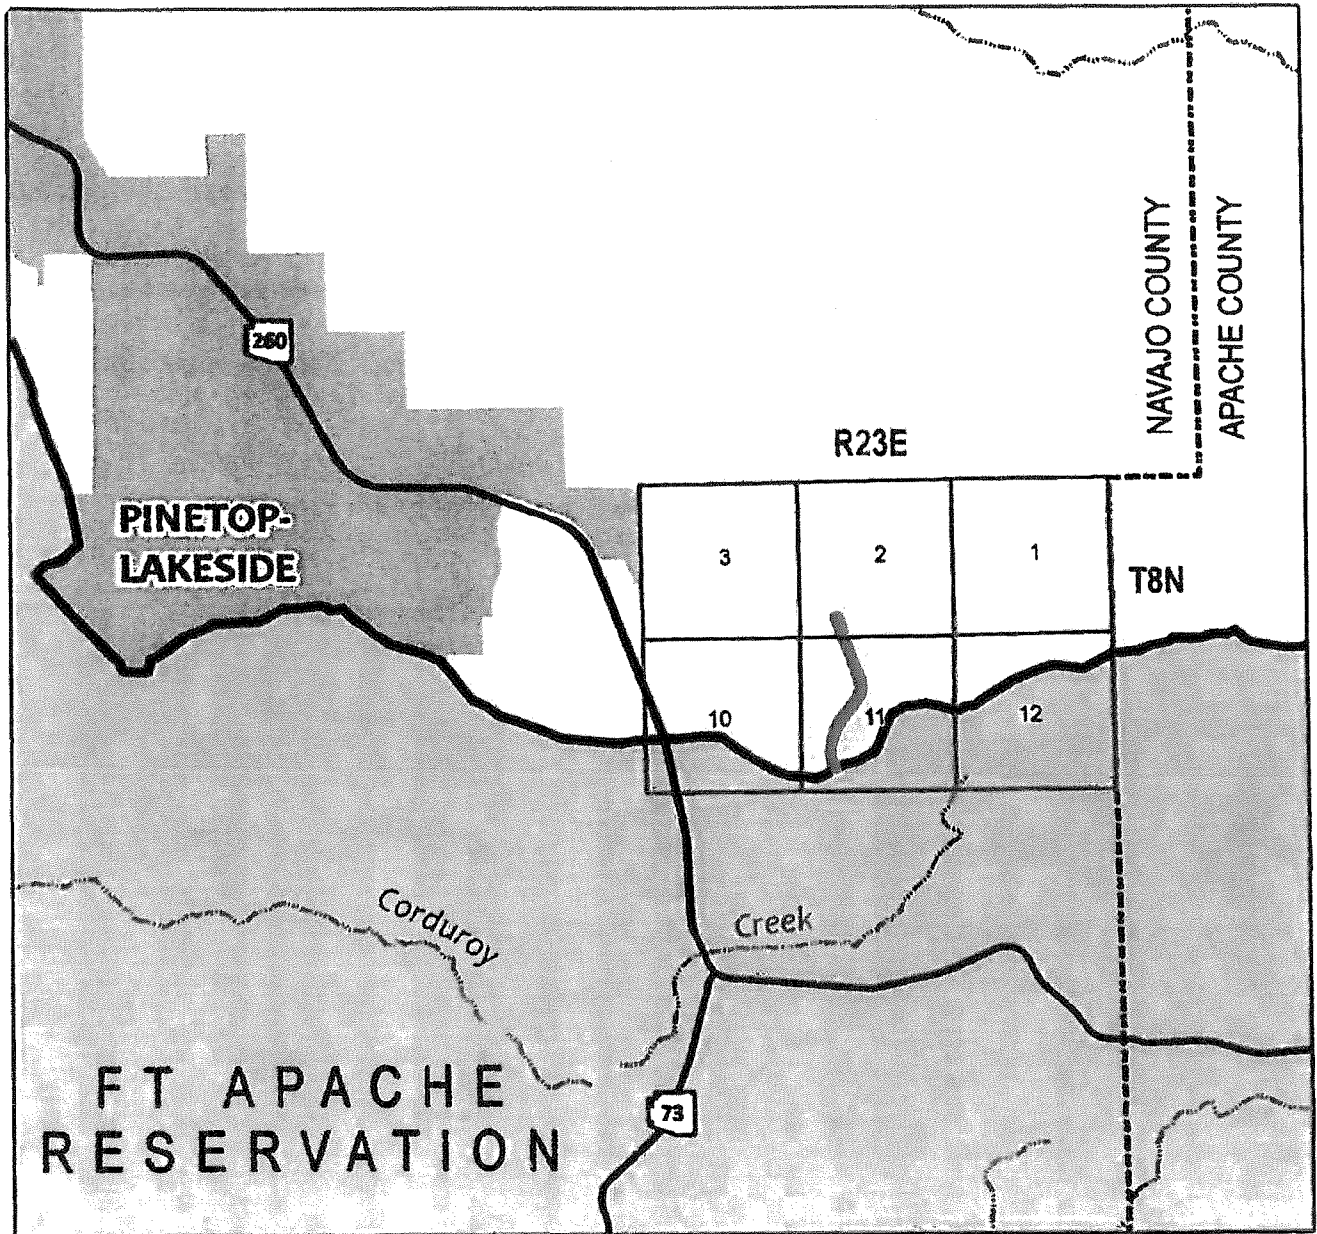 NAVAJO COUNTY
APACHE COUNTY
260
R23E
PINETOP-
LAKESIDE
3
2
1
T8N
10
11
12
Corduroy
Creek
FT APACHE
RESERVATION
73